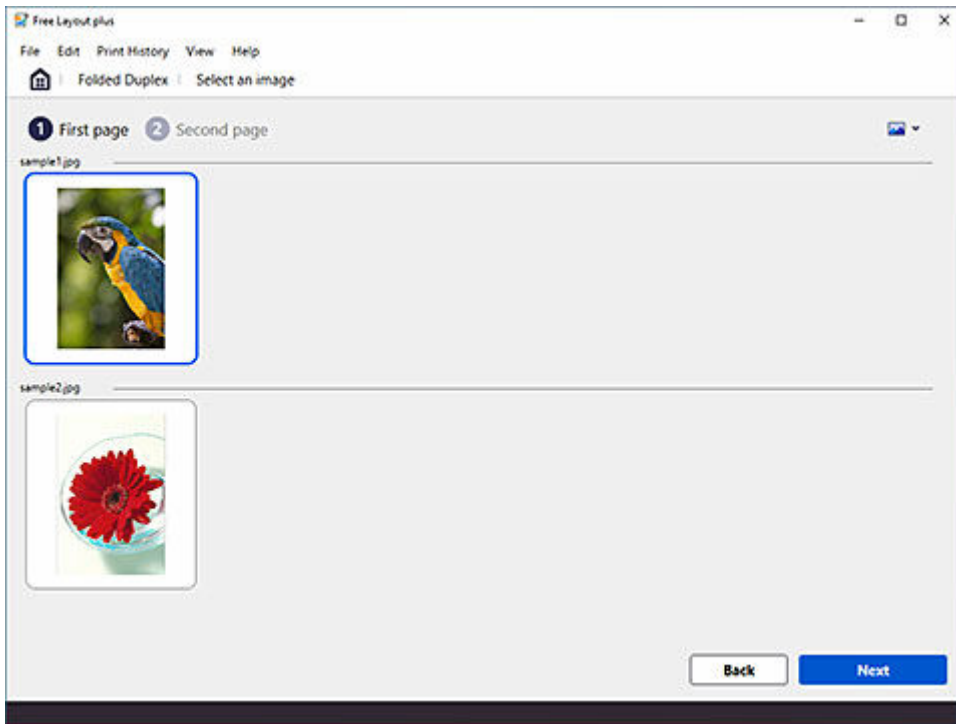 Free Layout plus
File Edit Print History View Help
Folded Duplex Select an image
1 First page 2 Second page
sample1.jpg
sample2.jpg
Back Next